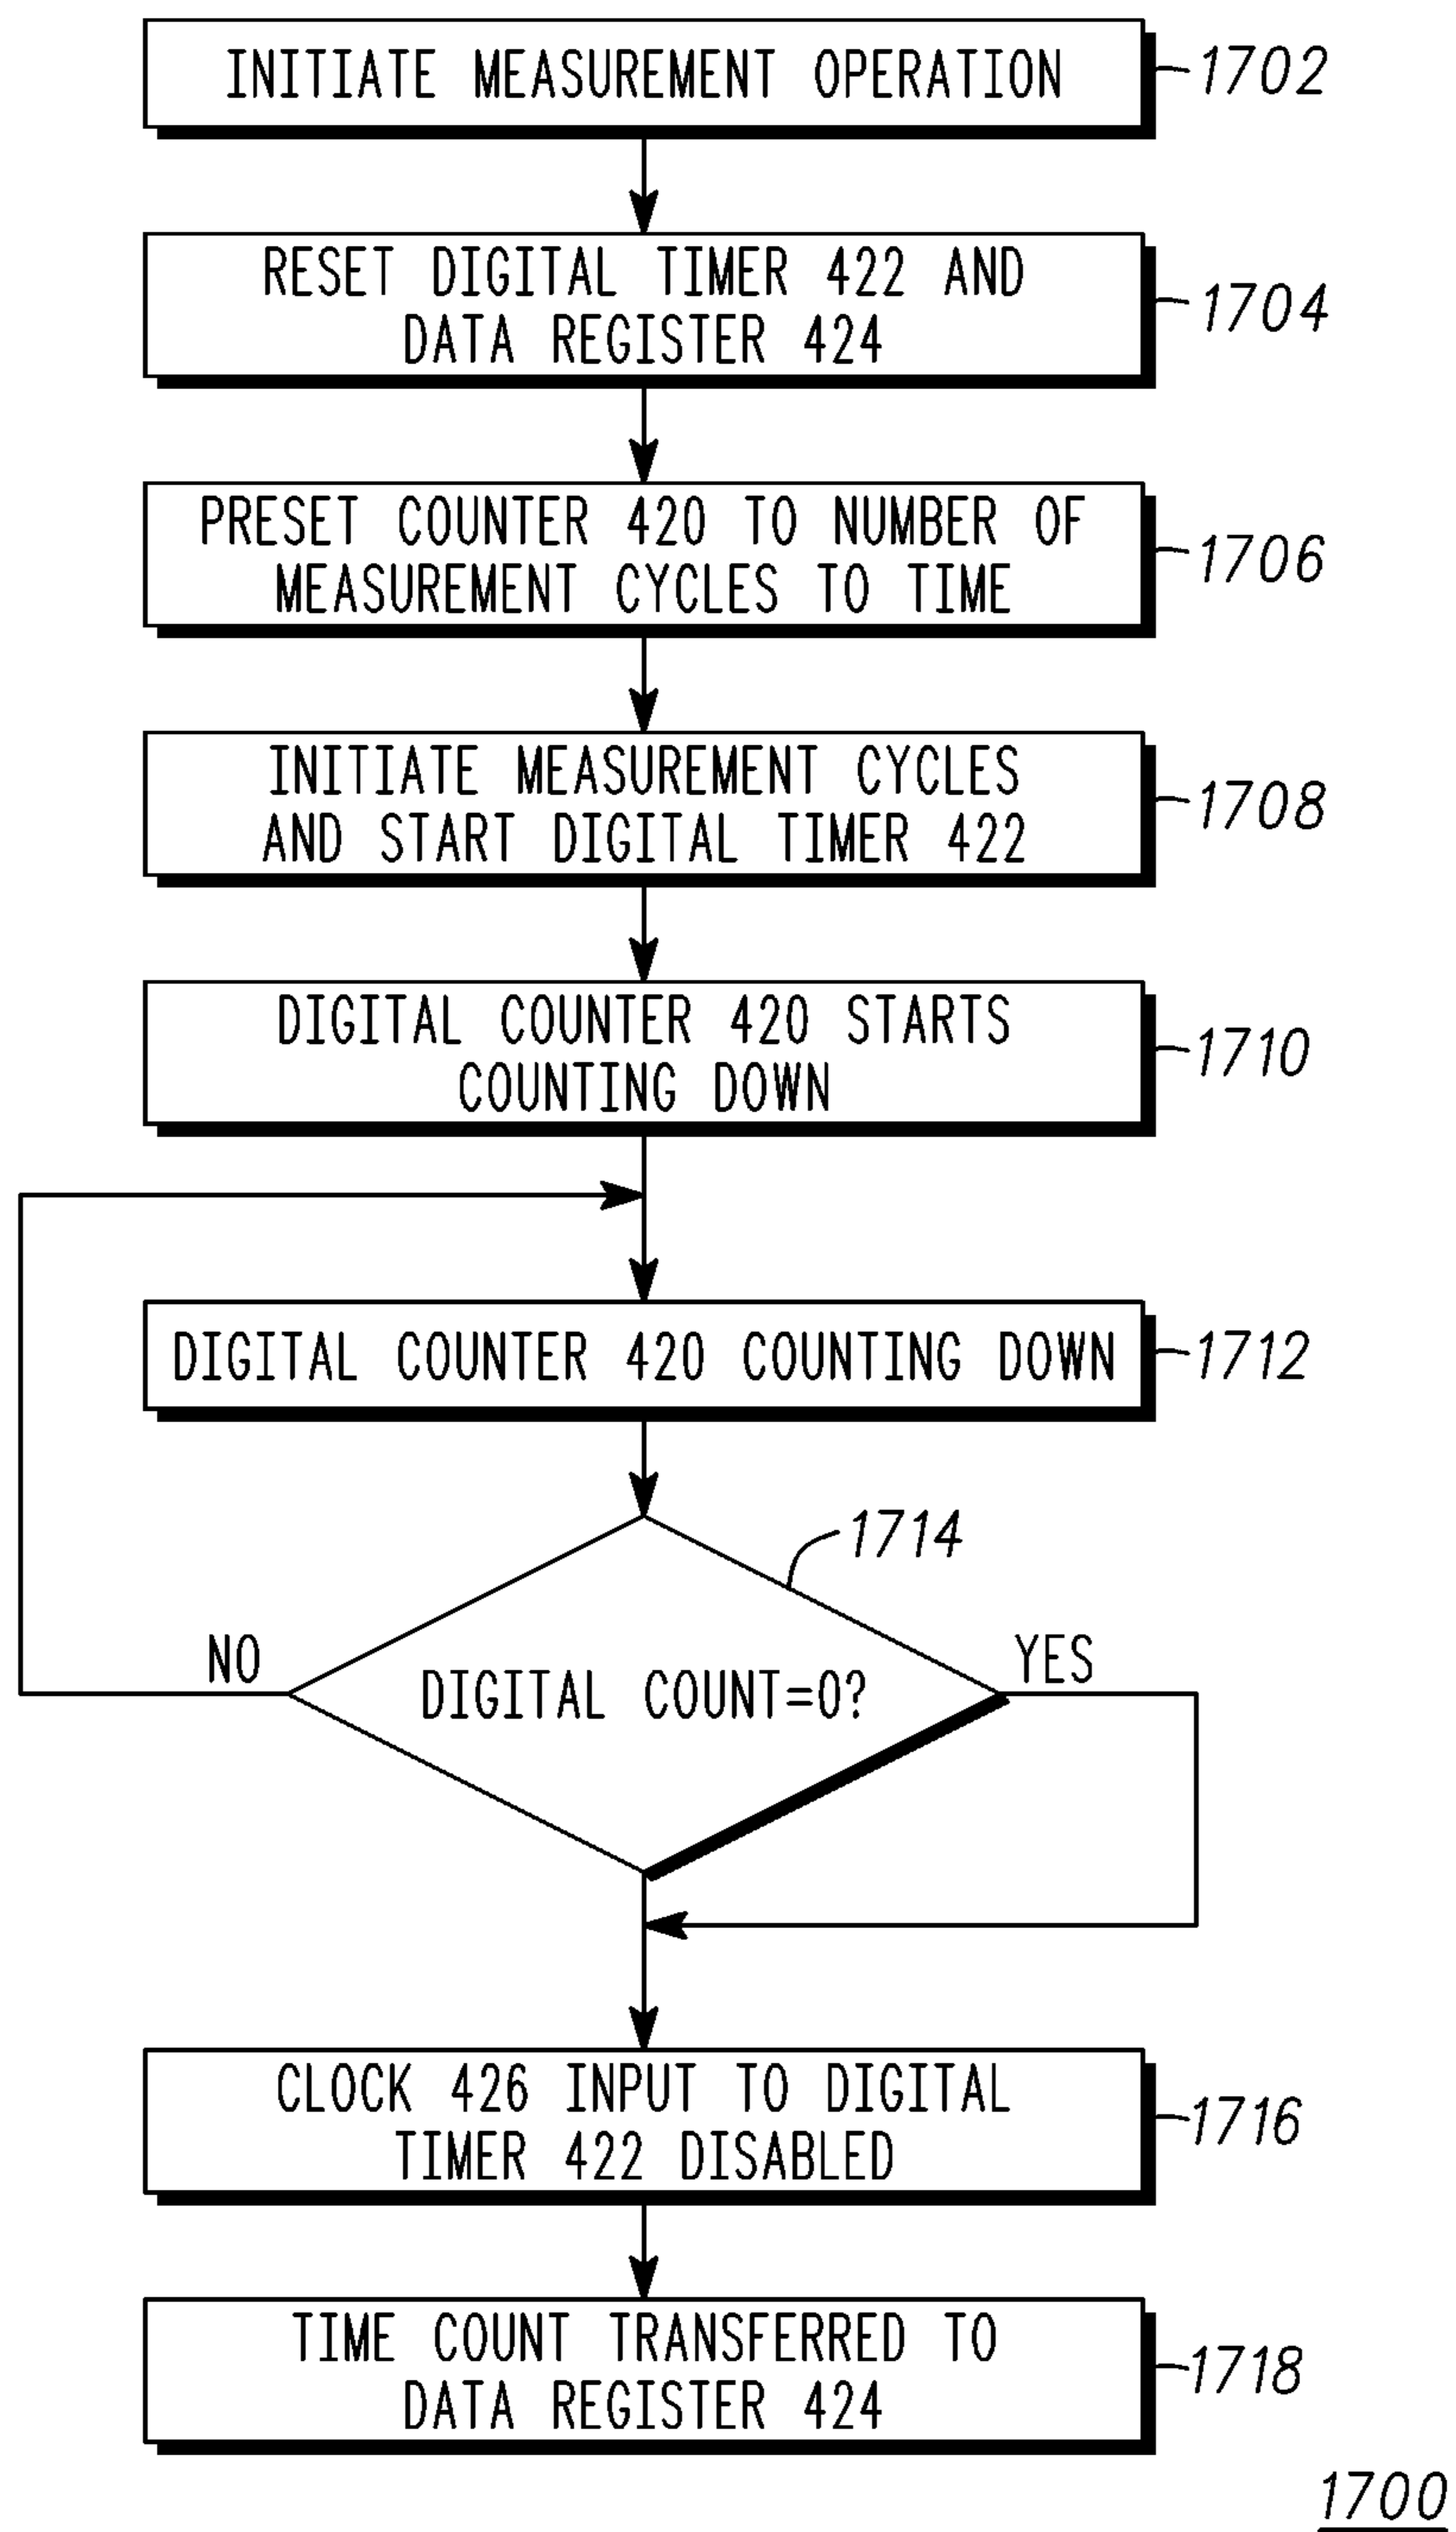 INITIATE MEASUREMENT OPERATION
1702
RESET DIGITAL TIMER 422 AND
DATA REGISTER 424
1704
PRESET COUNTER 420 TO NUMBER OF
MEASUREMENT CYCLES TO TIME
1706
INITIATE MEASUREMENT CYCLES
AND START DIGITAL TIMER 422
1708
DIGITAL COUNTER 420 STARTS
COUNTING DOWN
1710
DIGITAL COUNTER 420 COUNTING DOWN
1712
1714
NO
DIGITAL COUNT=0?
YES
CLOCK 426 INPUT TO DIGITAL
TIMER 422 DISABLED
1716
TIME COUNT TRANSFERRED TO
DATA REGISTER 424
1718
1700